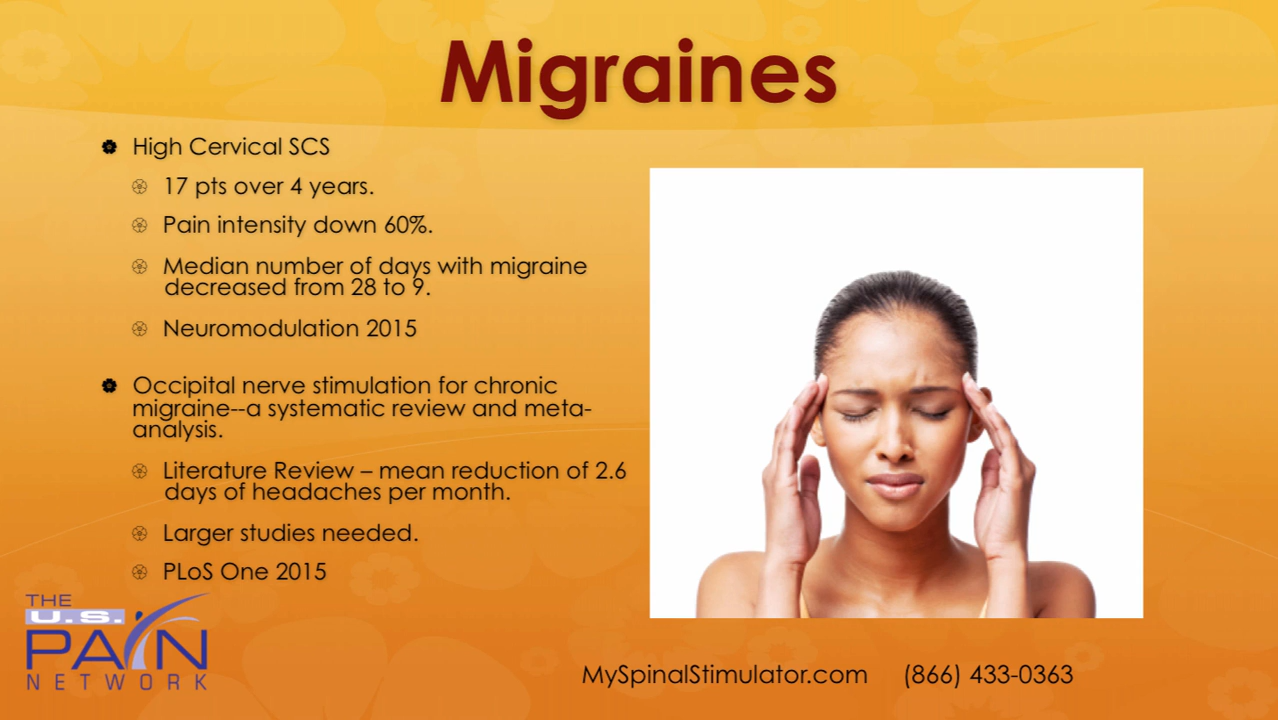 Migraines
High Cervical SCS
17 pts over 4 years.
Pain intensity down 60%.
Median number of days with migraine
decreased from 28 to 9.
Neuromodulation 2015
Occipital nerve stimulation for chronic
migraine--a systematic review and meta-
analysis.
Literature Review – mean reduction of 2.6
days of headaches per month.
Larger studies needed.
PLoS One 2015
THE
U.S.
PAIN
NETWORK
MySpinalStimulator.com (866) 433-0363